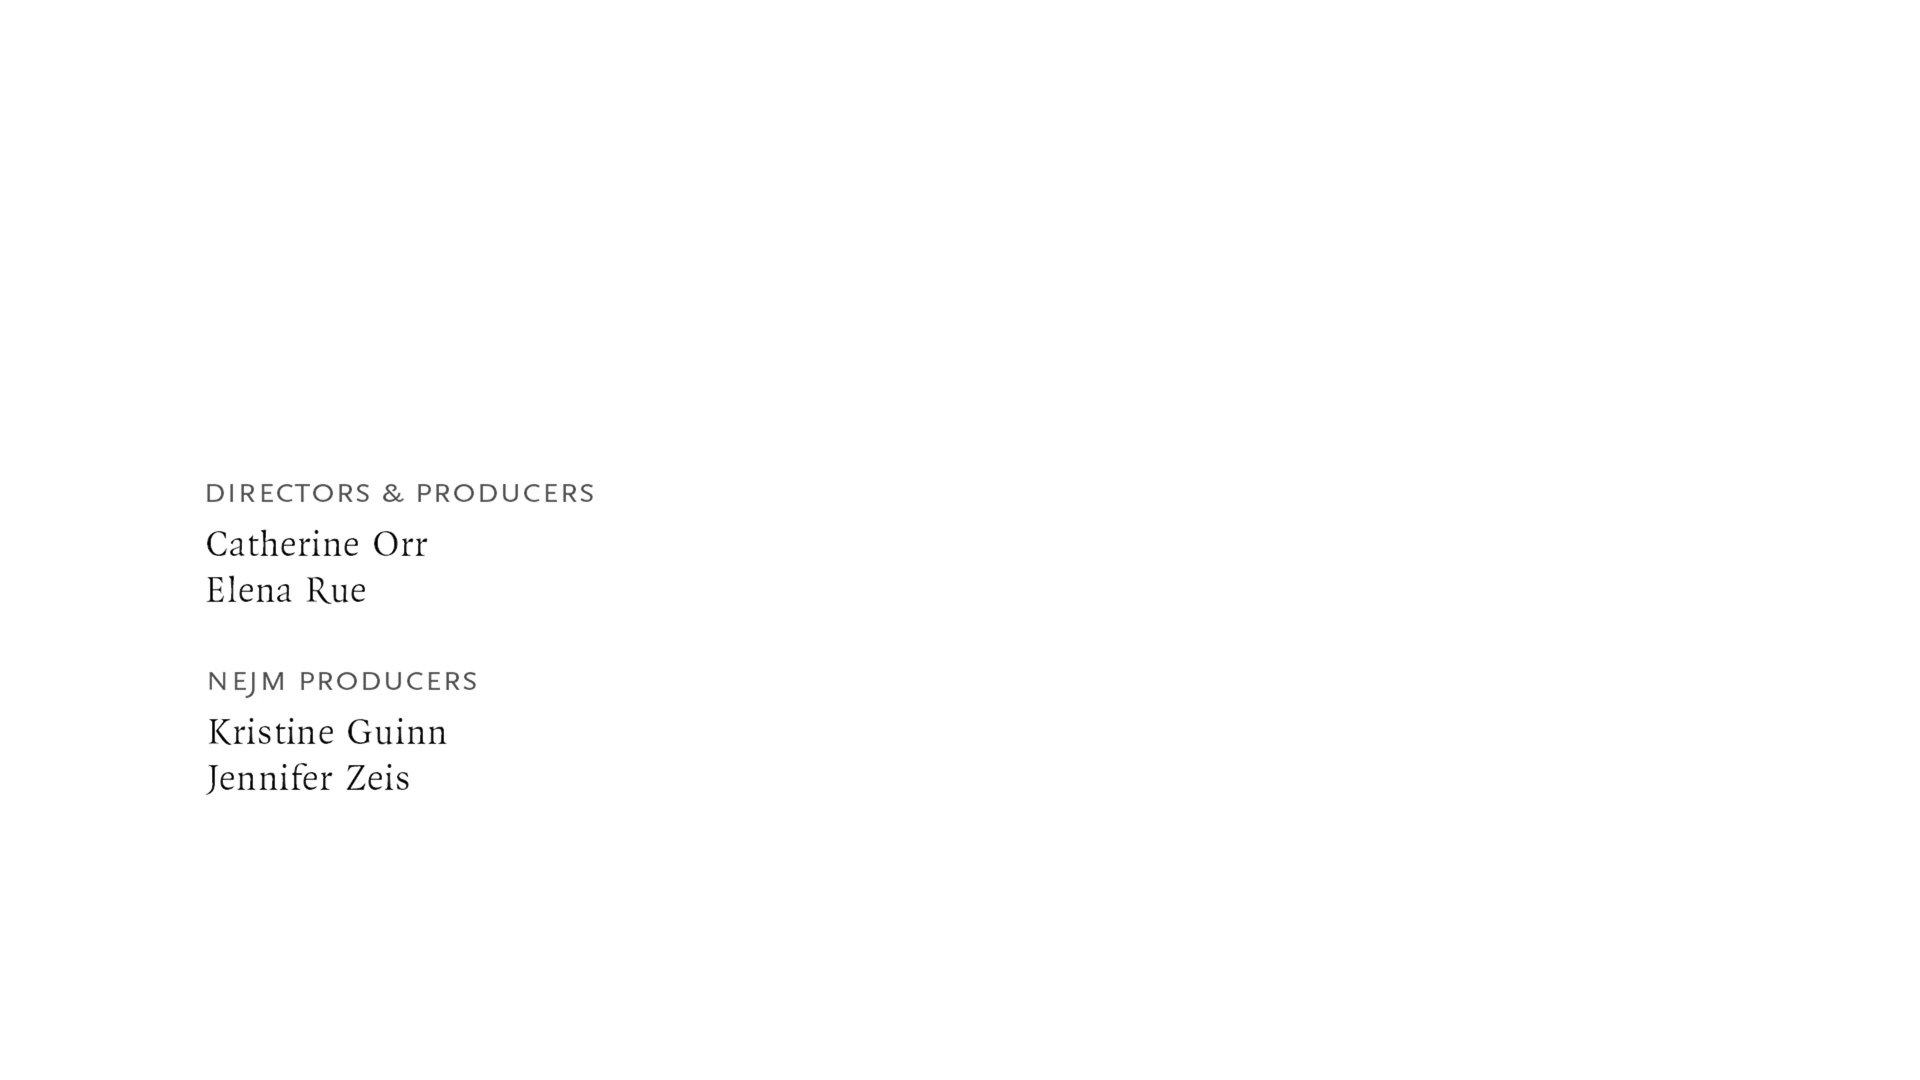 DIRECTORS & PRODUCERS
Catherine Orr
Elena Rue
NEJM PRODUCERS
Kristine Guinn
Jennifer Zeis